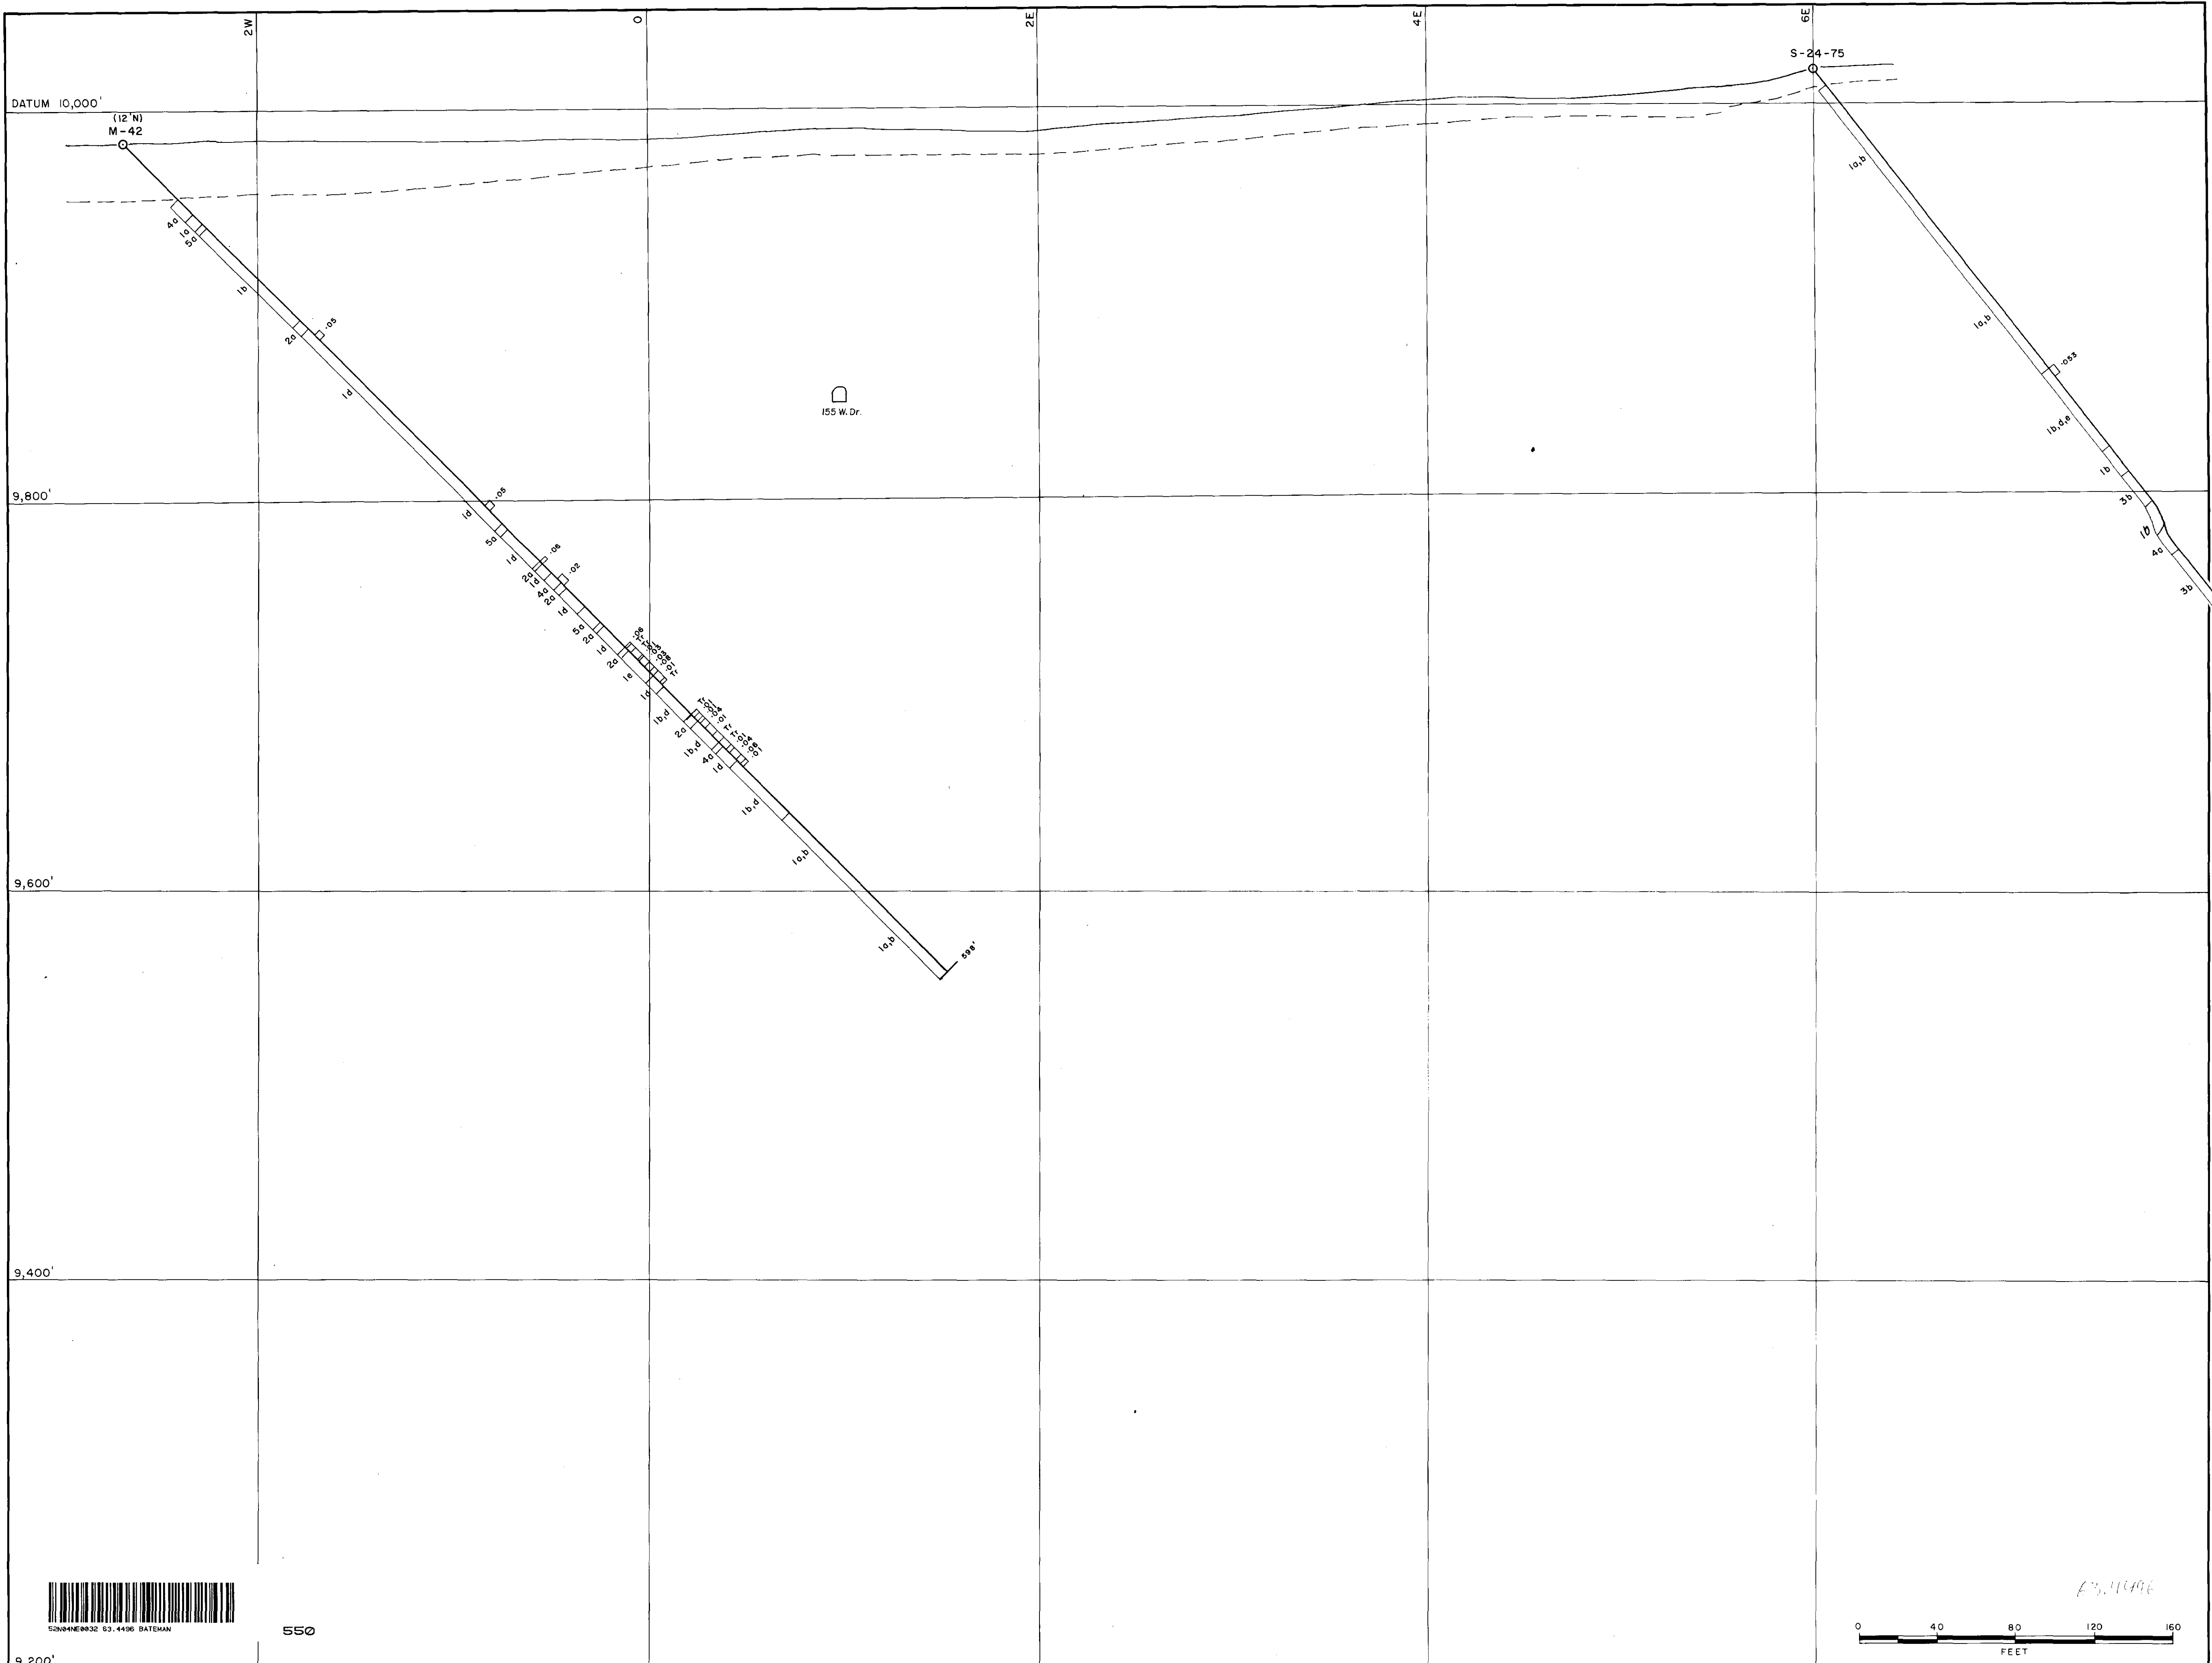 2W
0
2E
4E
6E
S-24-75
DATUM 10,000'
(12'N)
M-42
4a
1a
5a
1b
2a
.05
1d
.05
1d
5a
1d
.06
2a
1d
.02
4a
2a
1d
5a
2a
1d
2a
1e
1d
1b,d
2a
1b,d
4a
1d
1b,d
1a,b
1a,b
598'
155 W. Dr.
1a,b
1a,b
.053
1b,d,e
1b
3b
1b
4a
3b
9,800'
9,600'
9,400'
9,200'
52N04NE0032 63.4496 BATEMAN
550
63.4496
0 40 80 120 160
FEET